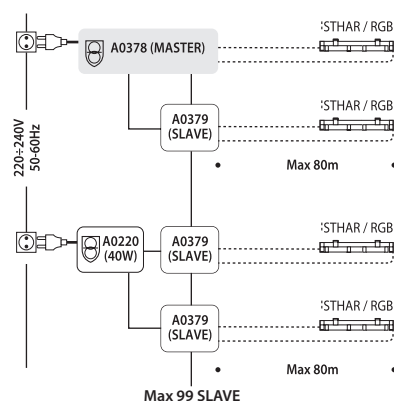 A0378 (MASTER)
'STHAR / RGB
A0379
(SLAVE)
'STHAR / RGB
220÷240V
50-60Hz
Max 80m
A0220
(40W)
A0379
(SLAVE)
'STHAR / RGB
A0379
(SLAVE)
'STHAR / RGB
Max 80m
Max 99 SLAVE